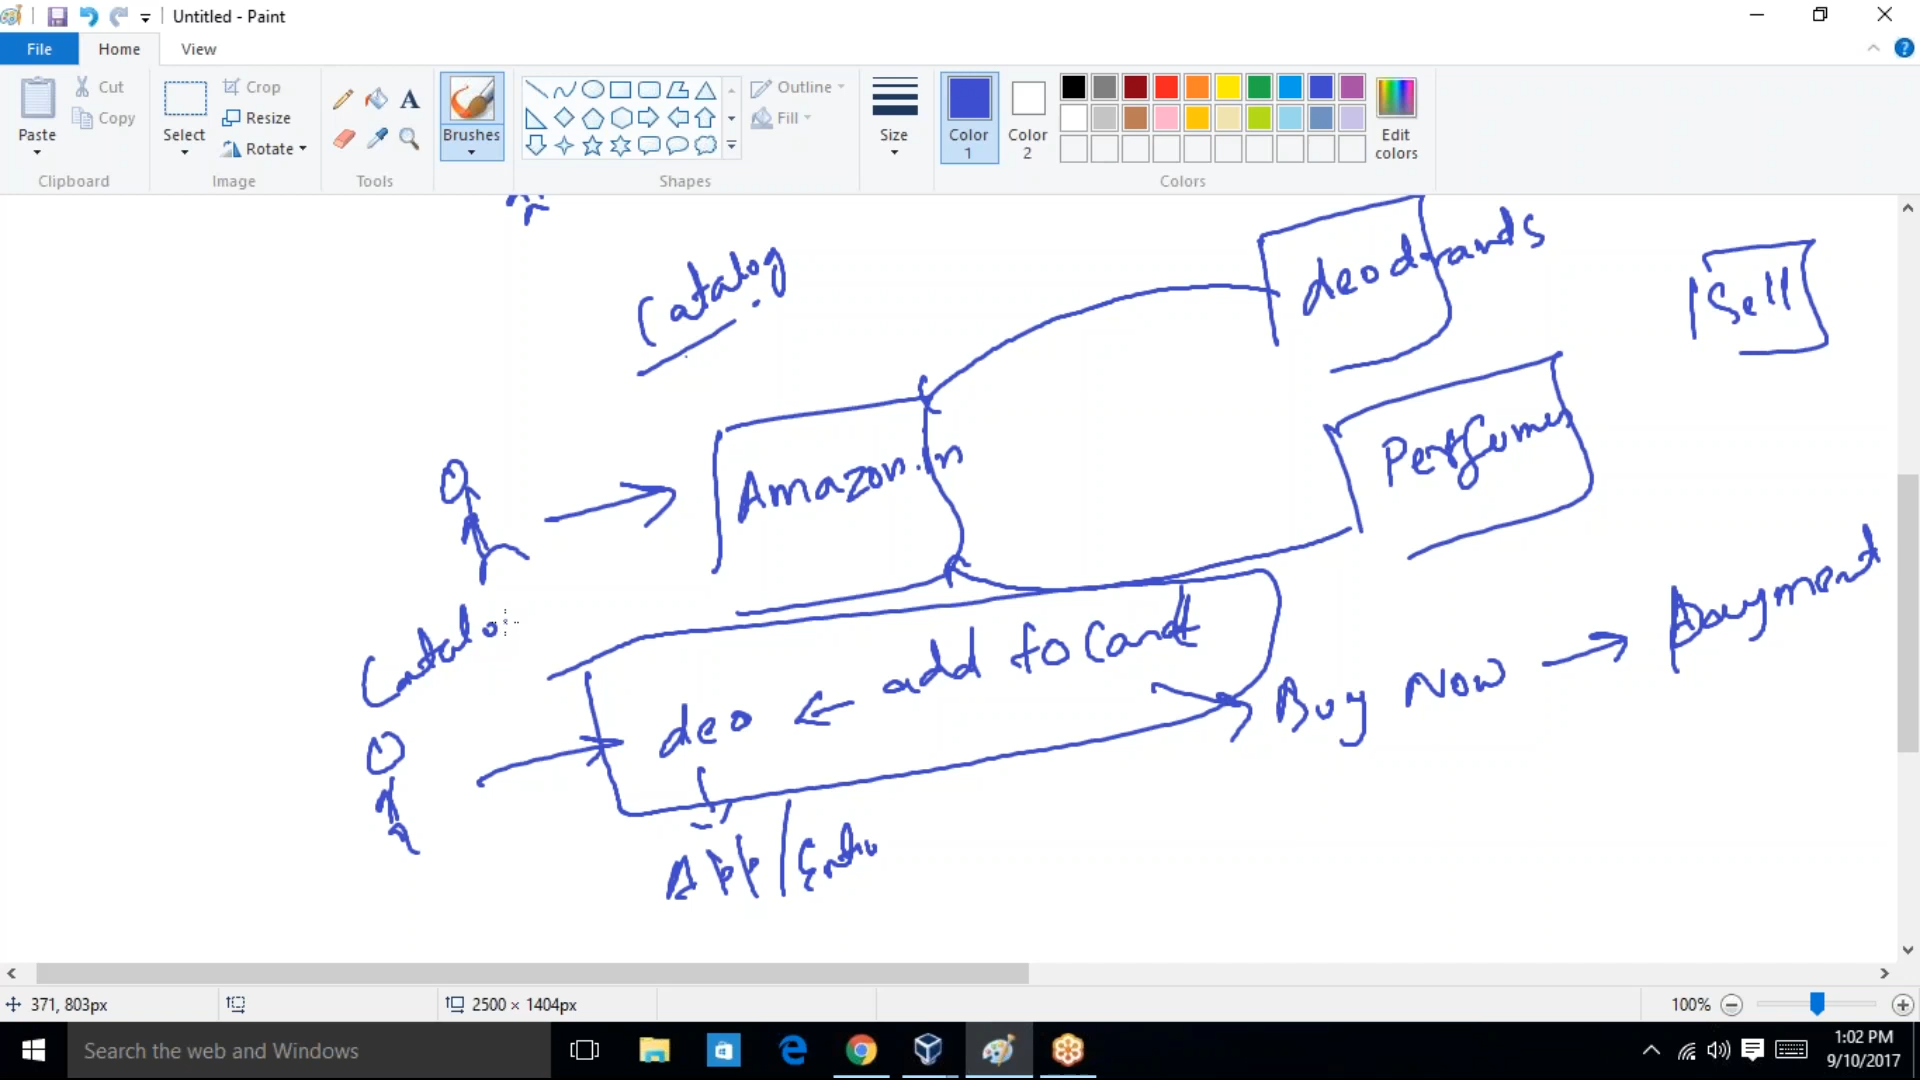 Untitled - Paint
File Home View
Paste
Cut
Copy
Clipboard
Select
Crop
Resize
Rotate
Image
A
Tools
Brushes
Shapes
Outline
Fill
Size
Color 1
Color 2
Edit colors
Colors
Catalog
deodrands
Sell
Amazon.in
Perfumes
Catalo
add to Card
Payment
deo
Buy Now
APP/
371, 803px
2500 × 1404px
100%
Search the web and Windows
1:02 PM
9/10/2017